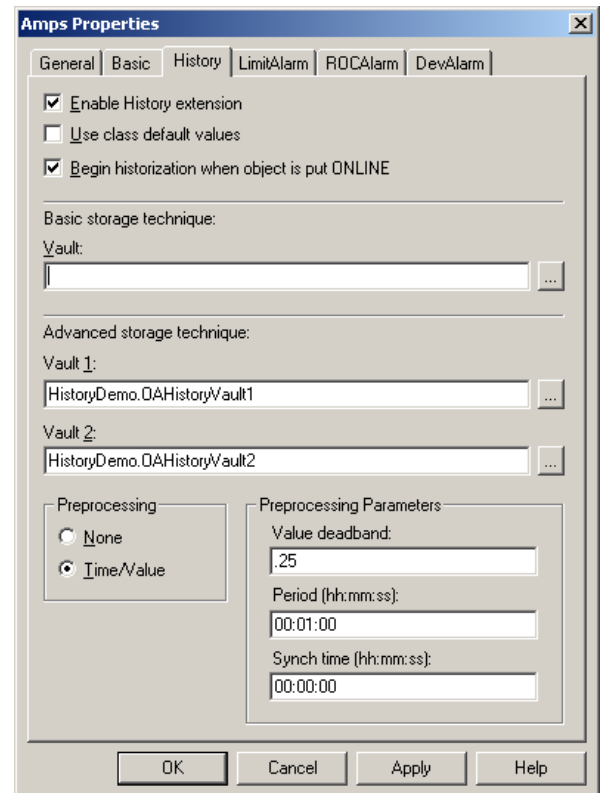 Amps Properties
General Basic History LimitAlarm ROCAlarm DevAlarm
Enable History extension
Use class default values
Begin historization when object is put ONLINE
Basic storage technique:
Vault:
...
Advanced storage technique:
Vault 1:
HistoryDemo.OAHistoryVault1
...
Vault 2:
HistoryDemo.OAHistoryVault2
...
Preprocessing
None
Time/Value
Preprocessing Parameters
Value deadband:
.25
Period (hh:mm:ss):
00:01:00
Synch time (hh:mm:ss):
00:00:00
OK Cancel Apply Help